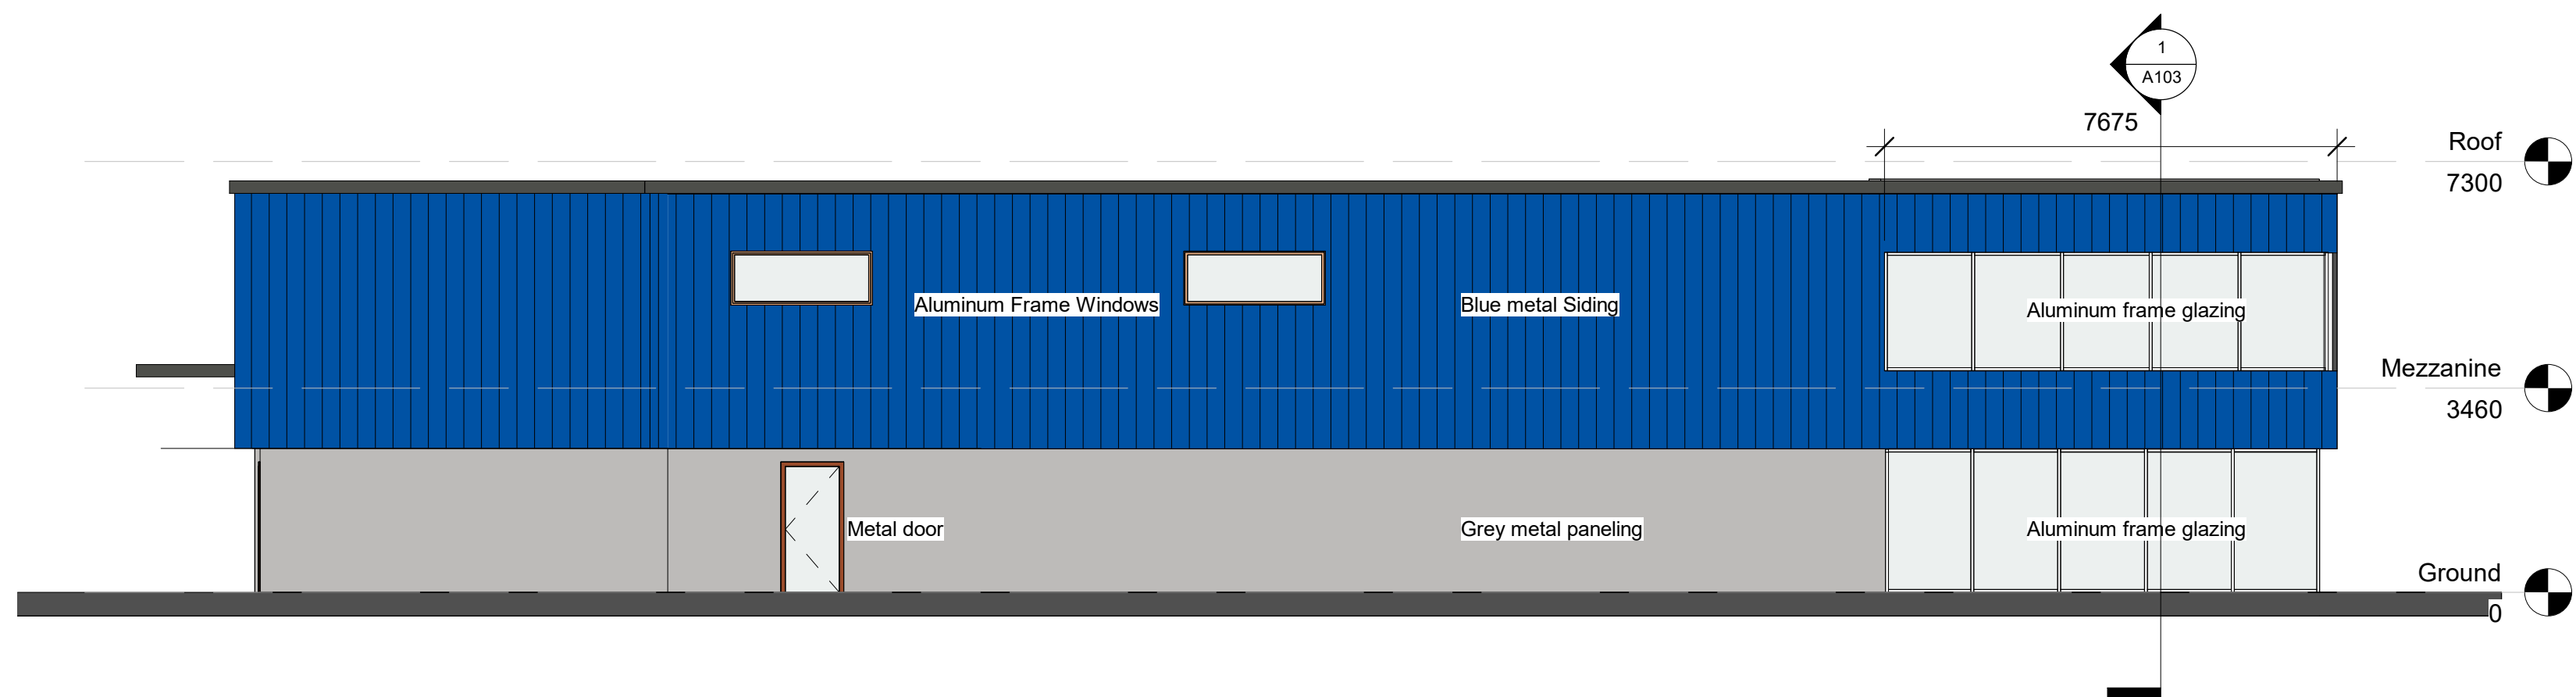 1
A103
7675
Roof
7300
Aluminum Frame Windows
Blue metal Siding
Aluminum frame glazing
Mezzanine
3460
Metal door
Grey metal paneling
Aluminum frame glazing
Ground
0